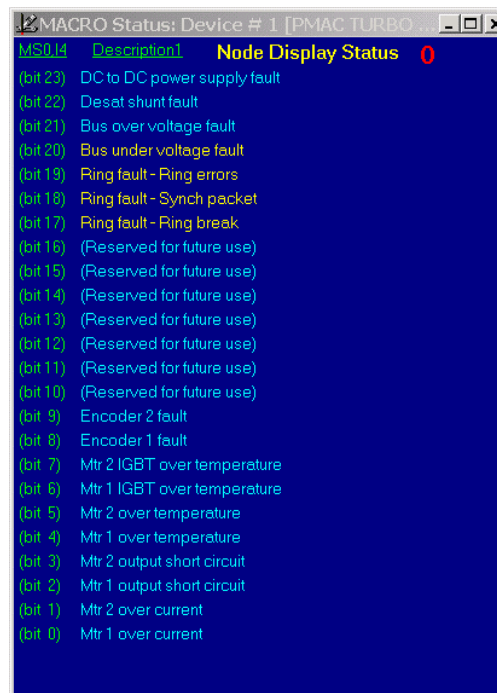 MACRO Status: Device # 1 [PMAC TURBO ...
MS0,I4 Description1 Node Display Status 0
(bit 23) DC to DC power supply fault
(bit 22) Desat shunt fault
(bit 21) Bus over voltage fault
(bit 20) Bus under voltage fault
(bit 19) Ring fault - Ring errors
(bit 18) Ring fault - Synch packet
(bit 17) Ring fault - Ring break
(bit 16) (Reserved for future use)
(bit 15) (Reserved for future use)
(bit 14) (Reserved for future use)
(bit 13) (Reserved for future use)
(bit 12) (Reserved for future use)
(bit 11) (Reserved for future use)
(bit 10) (Reserved for future use)
(bit 9) Encoder 2 fault
(bit 8) Encoder 1 fault
(bit 7) Mtr 2 IGBT over temperature
(bit 6) Mtr 1 IGBT over temperature
(bit 5) Mtr 2 over temperature
(bit 4) Mtr 1 over temperature
(bit 3) Mtr 2 output short circuit
(bit 2) Mtr 1 output short circuit
(bit 1) Mtr 2 over current
(bit 0) Mtr 1 over current